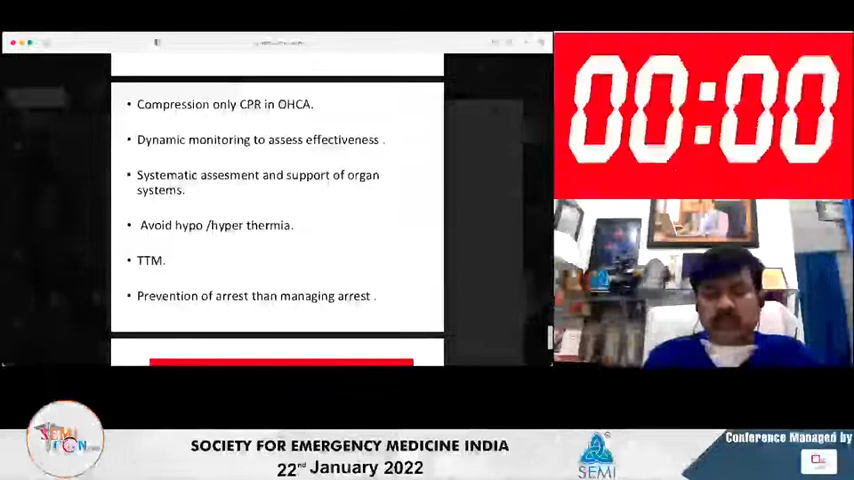 • Compression only CPR in OHCA.
• Dynamic monitoring to assess effectiveness .
• Systematic assesment and support of organ
systems.
• Avoid hypo /hyper thermia.
• TTM.
• Prevention of arrest than managing arrest .
00:00
SOCIETY FOR EMERGENCY MEDICINE INDIA
22nd January 2022
SEMI
Conference Managed by